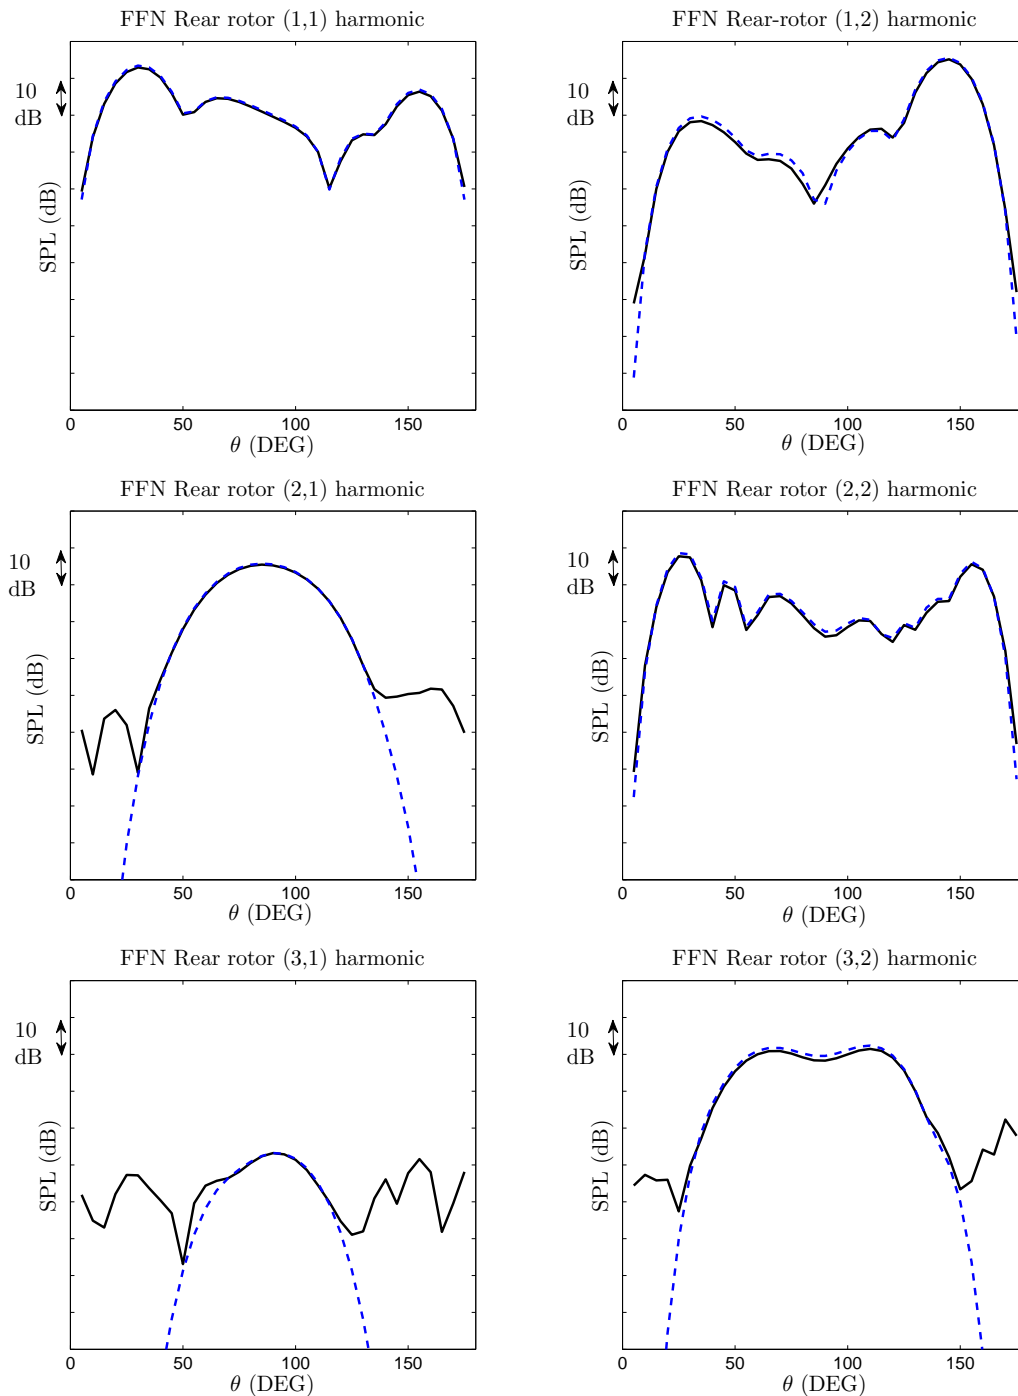 FFN Rear rotor (1,1) harmonic
10
dB
SPL (dB)
0 50 100 150
θ (DEG)
FFN Rear-rotor (1,2) harmonic
10
dB
SPL (dB)
0 50 100 150
θ (DEG)
FFN Rear rotor (2,1) harmonic
10
dB
SPL (dB)
0 50 100 150
θ (DEG)
FFN Rear rotor (2,2) harmonic
10
dB
SPL (dB)
0 50 100 150
θ (DEG)
FFN Rear rotor (3,1) harmonic
10
dB
SPL (dB)
0 50 100 150
θ (DEG)
FFN Rear rotor (3,2) harmonic
10
dB
SPL (dB)
0 50 100 150
θ (DEG)